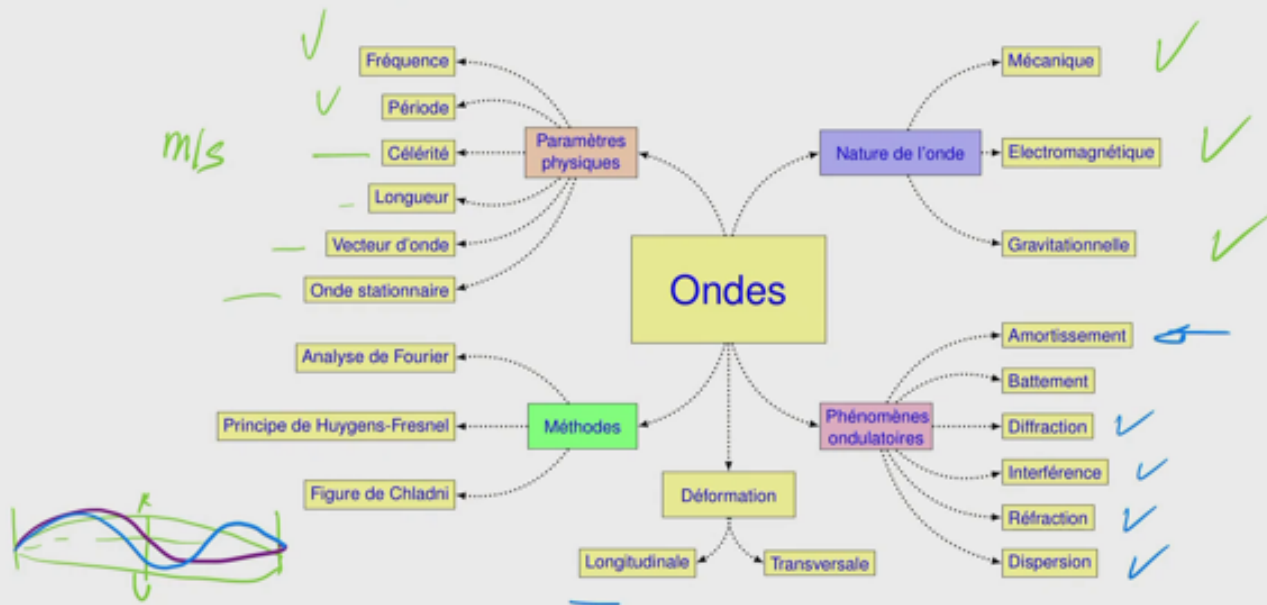 Fréquence
Période
m/s
Célérité
Longueur
Vecteur d'onde
Onde stationnaire
Paramètres
physiques
Nature de l'onde
Mécanique
Electromagnétique
Gravitationnelle
Ondes
Analyse de Fourier
Principe de Huygens-Fresnel
Figure de Chladni
Méthodes
Déformation
Longitudinale
Transversale
Phénomènes
ondulatoires
Amortissement
Battement
Diffraction
Interférence
Réfraction
Dispersion